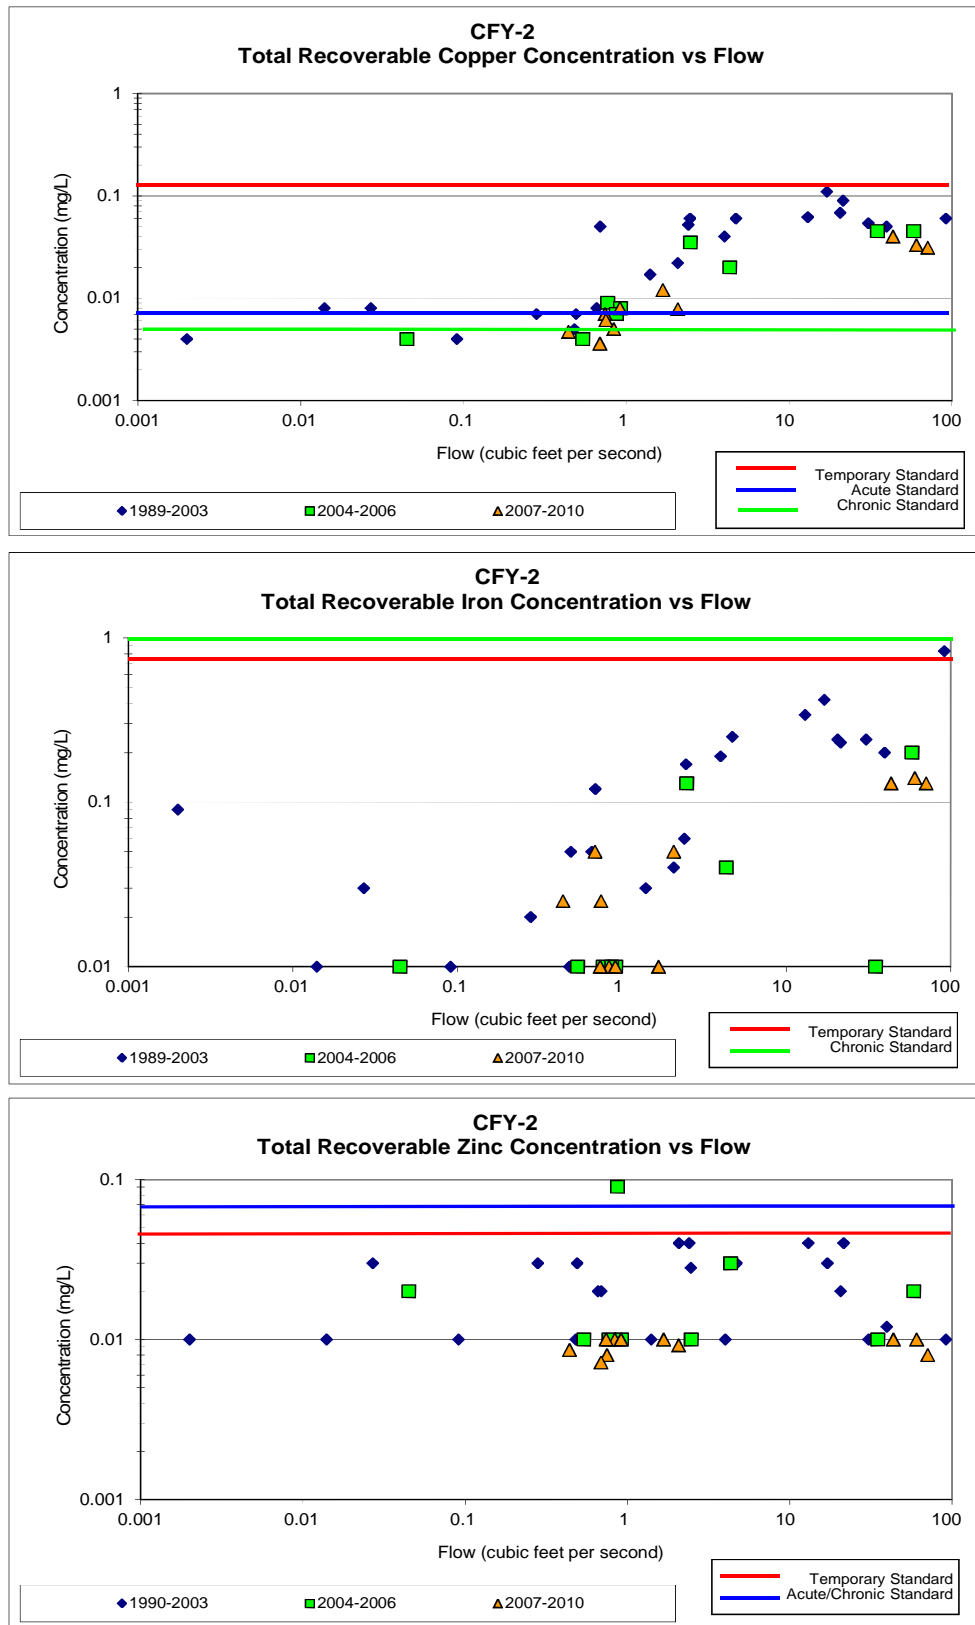 CFY-2
Total Recoverable Copper Concentration vs Flow
1
0.1
0.01
0.001
Concentration (mg/L)
0.001 0.01 0.1 1 10 100
Flow (cubic feet per second)
Temporary Standard
Acute Standard
Chronic Standard
1989-2003 2004-2006 2007-2010
CFY-2
Total Recoverable Iron Concentration vs Flow
1
0.1
0.01
Concentration (mg/L)
0.001 0.01 0.1 1 10 100
Flow (cubic feet per second)
Temporary Standard
Chronic Standard
1989-2003 2004-2006 2007-2010
CFY-2
Total Recoverable Zinc Concentration vs Flow
0.1
0.01
0.001
Concentration (mg/L)
0.001 0.01 0.1 1 10 100
Flow (cubic feet per second)
Temporary Standard
Acute/Chronic Standard
1990-2003 2004-2006 2007-2010